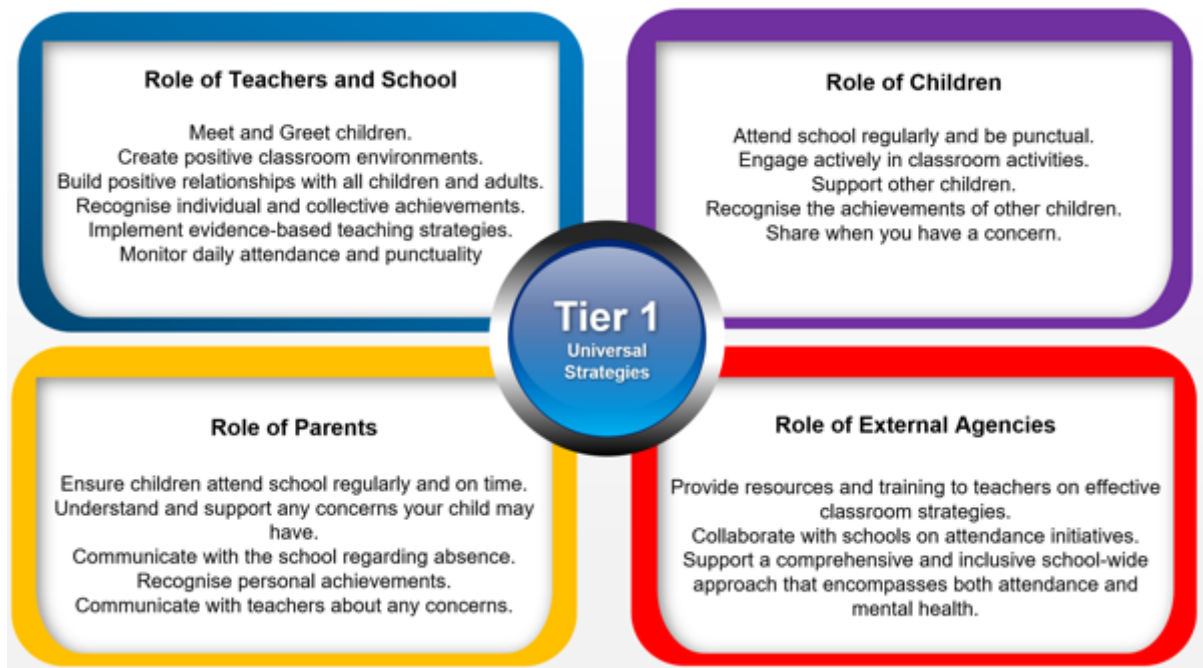 Role of Teachers and School
Meet and Greet children.
Create positive classroom environments.
Build positive relationships with all children and adults.
Recognise individual and collective achievements.
Implement evidence-based teaching strategies.
Monitor daily attendance and punctuality
Role of Children
Attend school regularly and be punctual.
Engage actively in classroom activities.
Support other children.
Recognise the achievements of other children.
Share when you have a concern.
Tier 1
Universal
Strategies
Role of Parents
Ensure children attend school regularly and on time.
Understand and support any concerns your child may
have.
Communicate with the school regarding absence.
Recognise personal achievements.
Communicate with teachers about any concerns.
Role of External Agencies
Provide resources and training to teachers on effective
classroom strategies.
Collaborate with schools on attendance initiatives.
Support a comprehensive and inclusive school-wide
approach that encompasses both attendance and
mental health.